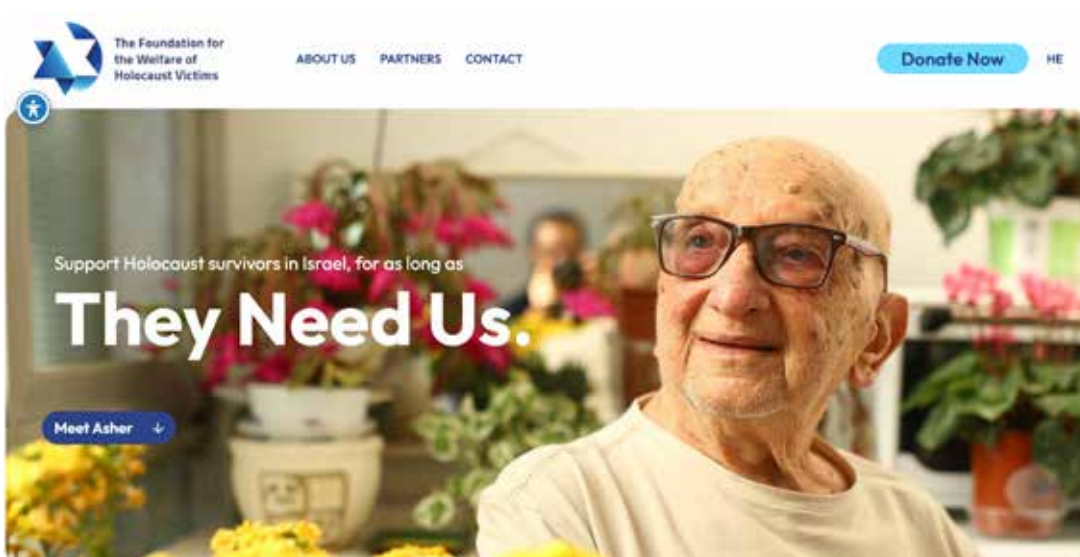 The Foundation for
the Welfare of
Holocaust Victims
ABOUT US
PARTNERS
CONTACT
Donate Now
HE
Support Holocaust survivors in Israel, for as long as
They Need Us.
Meet Asher ↓